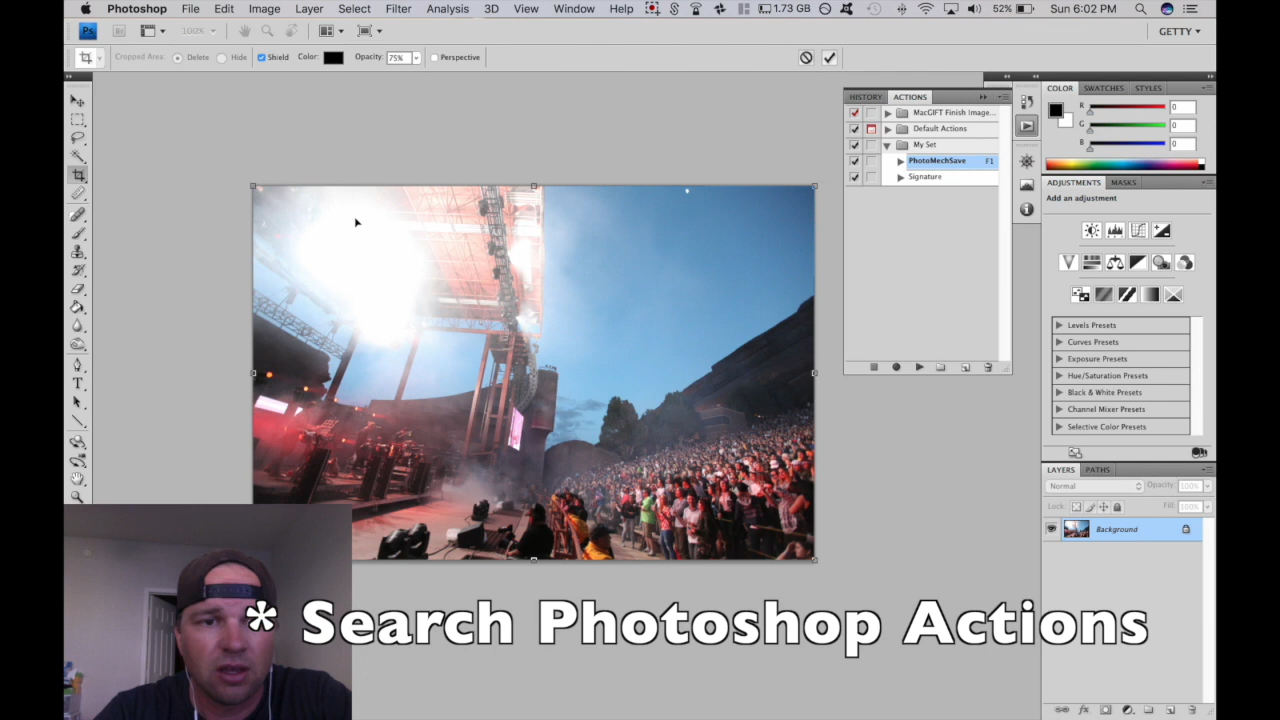 Photoshop File Edit Image Layer Select Filter Analysis 3D View Window Help 1.73 GB 52% Sun 6:02 PM
Ps Br 100% GETTY
Cropped Area: Delete Hide Shield Color: Opacity: 75% Perspective
HISTORY ACTIONS
MacGIFT Finish Image...
Default Actions
My Set
PhotoMechSave F1
Signature
COLOR SWATCHES STYLES
R 0
G 0
B 0
ADJUSTMENTS MASKS
Add an adjustment
Levels Presets
Curves Presets
Exposure Presets
Hue/Saturation Presets
Black & White Presets
Channel Mixer Presets
Selective Color Presets
LAYERS PATHS
Normal Opacity: 100%
Lock: Fill: 100%
Background
* Search Photoshop Actions